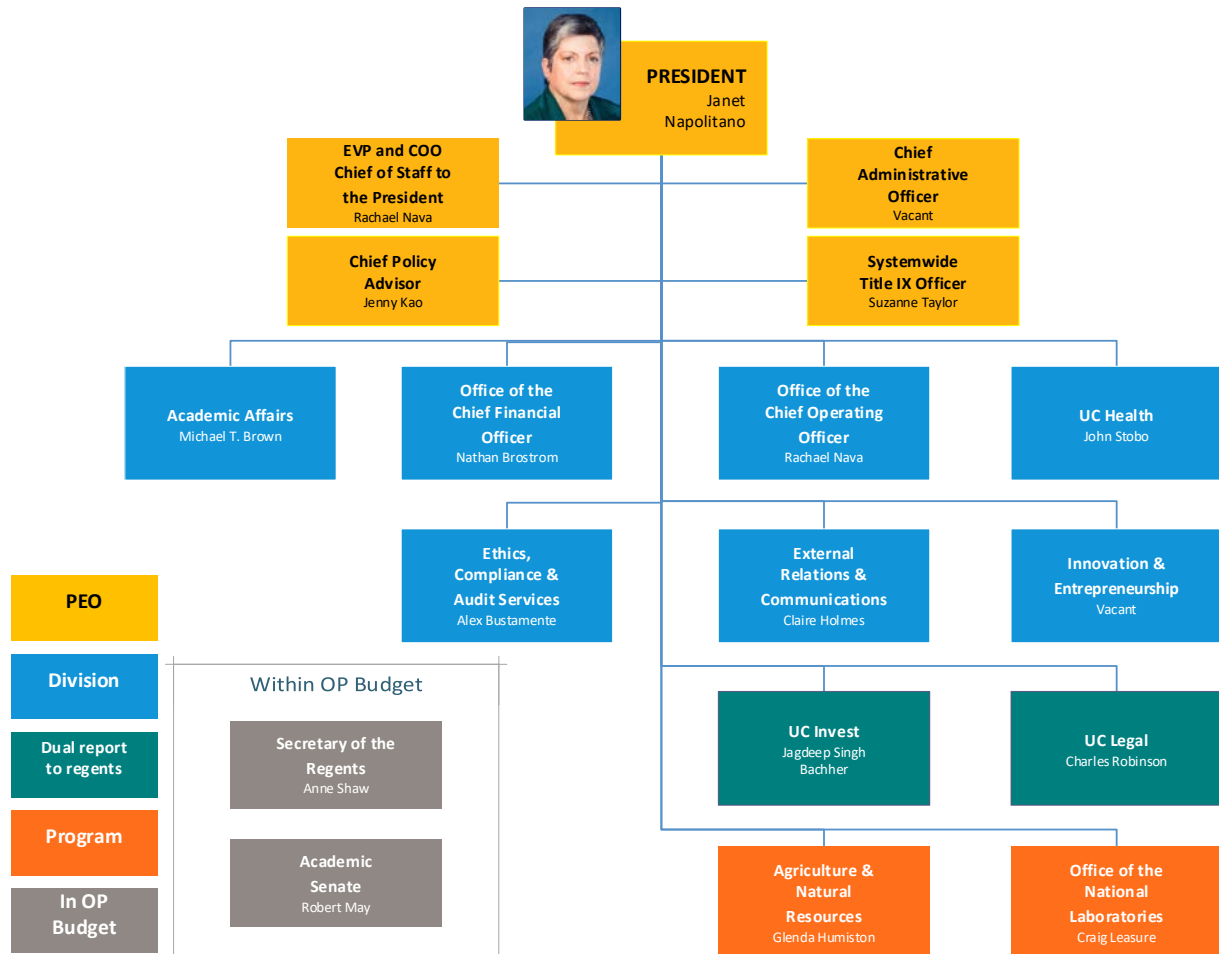 PRESIDENT
Janet
Napolitano
EVP and COO
Chief of Staff to
the President
Rachael Nava
Chief
Administrative
Officer
Vacant
Chief Policy
Advisor
Jenny Kao
Systemwide
Title IX Officer
Suzanne Taylor
Academic Affairs
Michael T. Brown
Office of the
Chief Financial
Officer
Nathan Brostrom
Office of the
Chief Operating
Officer
Rachael Nava
UC Health
John Stobo
Ethics,
Compliance &
Audit Services
Alex Bustamente
External
Relations &
Communications
Claire Holmes
Innovation &
Entrepreneurship
Vacant
PEO
Division
Dual report
to regents
Program
In OP
Budget
Within OP Budget
Secretary of the
Regents
Anne Shaw
Academic
Senate
Robert May
UC Invest
Jagdeep Singh
Bachher
UC Legal
Charles Robinson
Agriculture &
Natural
Resources
Glenda Humiston
Office of the
National
Laboratories
Craig Leasure